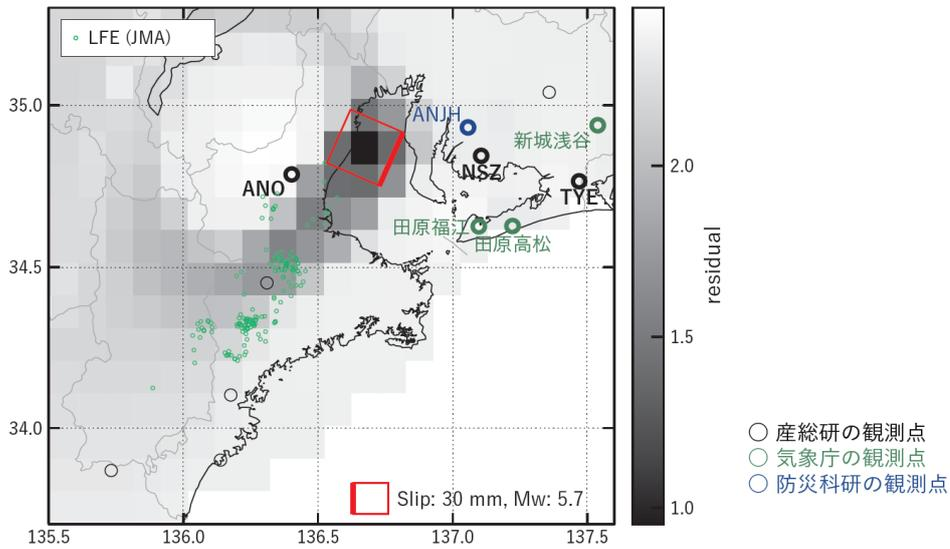 LFE (JMA)
35.0
34.5
34.0
135.5
136.0
136.5
137.0
137.5
ANJH
新城浅谷
NSZ
ANO
TYE
田原福江
田原高松
Slip: 30 mm, Mw: 5.7
2.0
1.5
1.0
residual
産総研の観測点
気象庁の観測点
防災科研の観測点